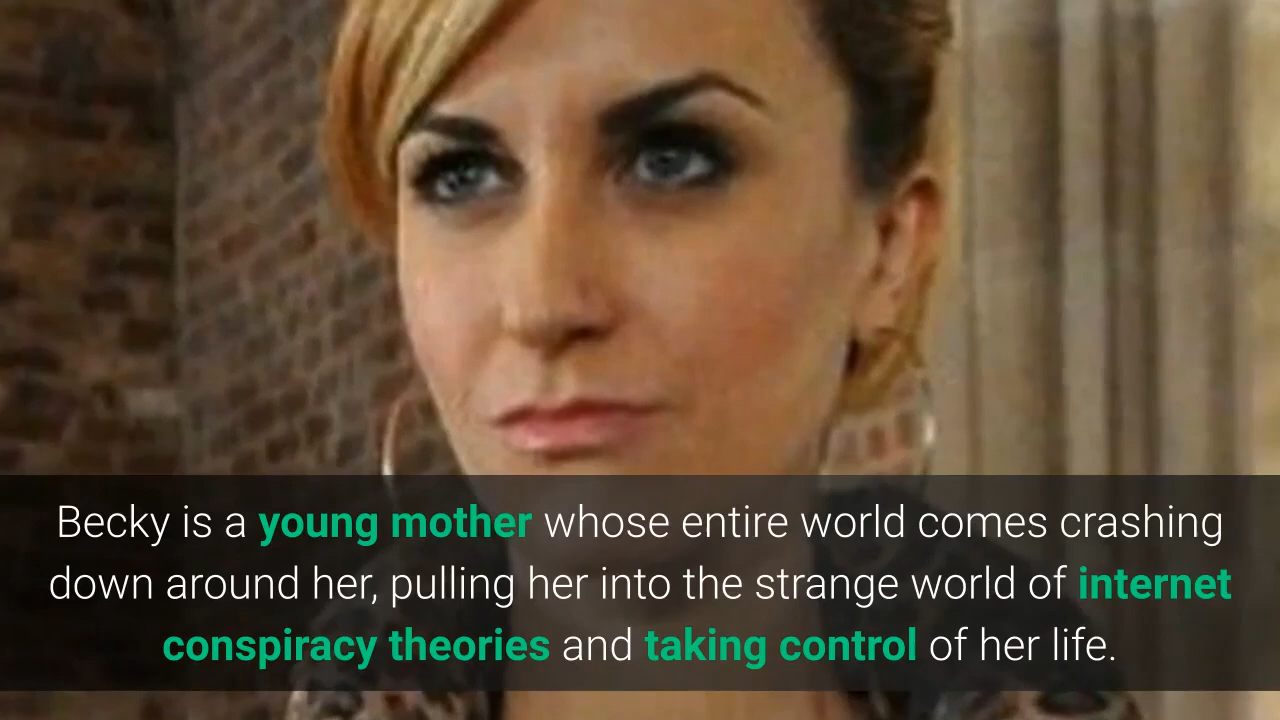 Becky is a young mother whose entire world comes crashing
down around her, pulling her into the strange world of internet
conspiracy theories and taking control of her life.